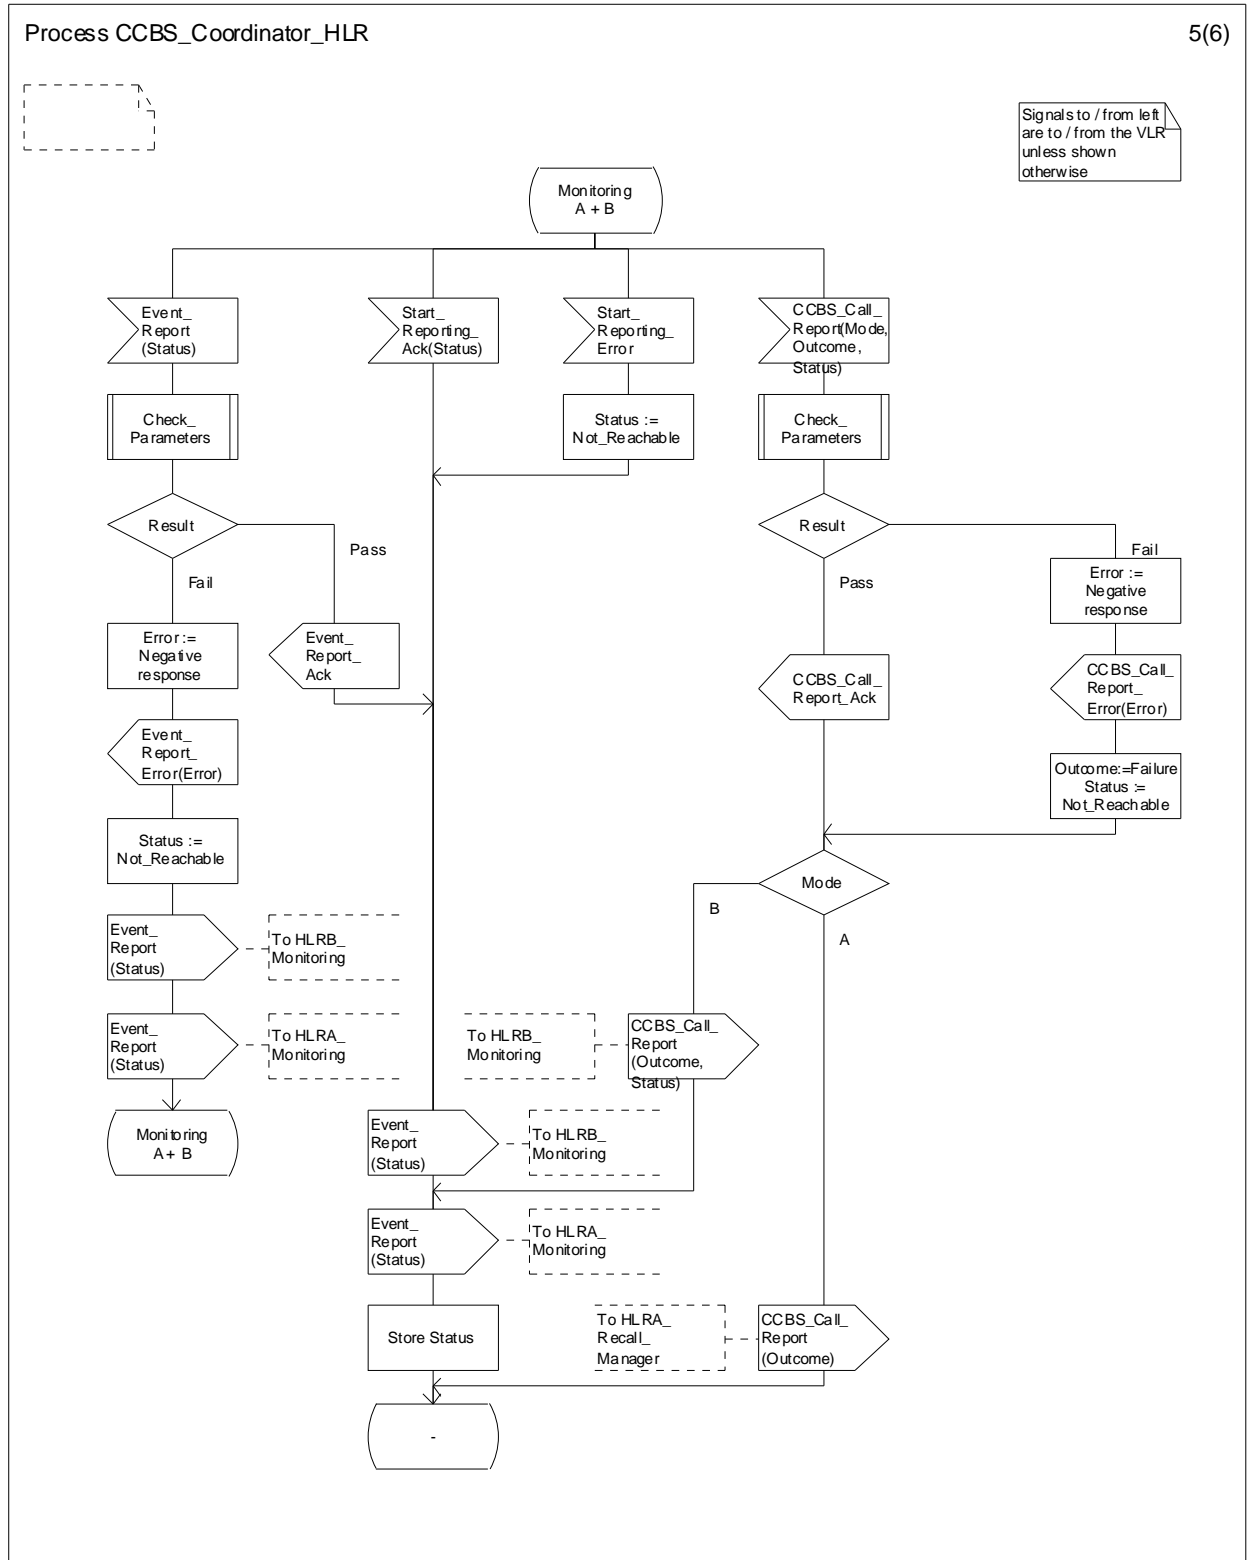 Process CCBS_Coordinator_HLR
5(6)
Signals to / from left
are to / from the VLR
unless shown
otherwise
Monitoring
A + B
Event_
Report
(Status)
Start_
Reporting_
Ack(Status)
Start_
Reporting_
Error
CCBS_Call_
Report(Mode,
Outcome,
Status)
Check_
Parameters
Status :=
Not_Reachable
Check_
Parameters
Result
Pass
Fail
Result
Fail
Pass
Error :=
Negative
response
Error :=
Negative
response
Event_
Report_
Ack
CCBS_Call_
Report_Ack
CCBS_Call_
Report_
Error(Error)
Event_
Report_
Error(Error)
Outcome:=Failure
Status :=
Not_Reachable
Status :=
Not_Reachable
Mode
B
A
Event_
Report
(Status)
To HLRB_
Monitoring
Event_
Report
(Status)
To HLRA_
Monitoring
To HLRB_
Monitoring
CCBS_Call_
Report
(Outcome,
Status)
Monitoring
A + B
Event_
Report
(Status)
To HLRB_
Monitoring
Event_
Report
(Status)
To HLRA_
Monitoring
Store Status
To HLRA_
Recall_
Manager
CCBS_Call_
Report
(Outcome)
-